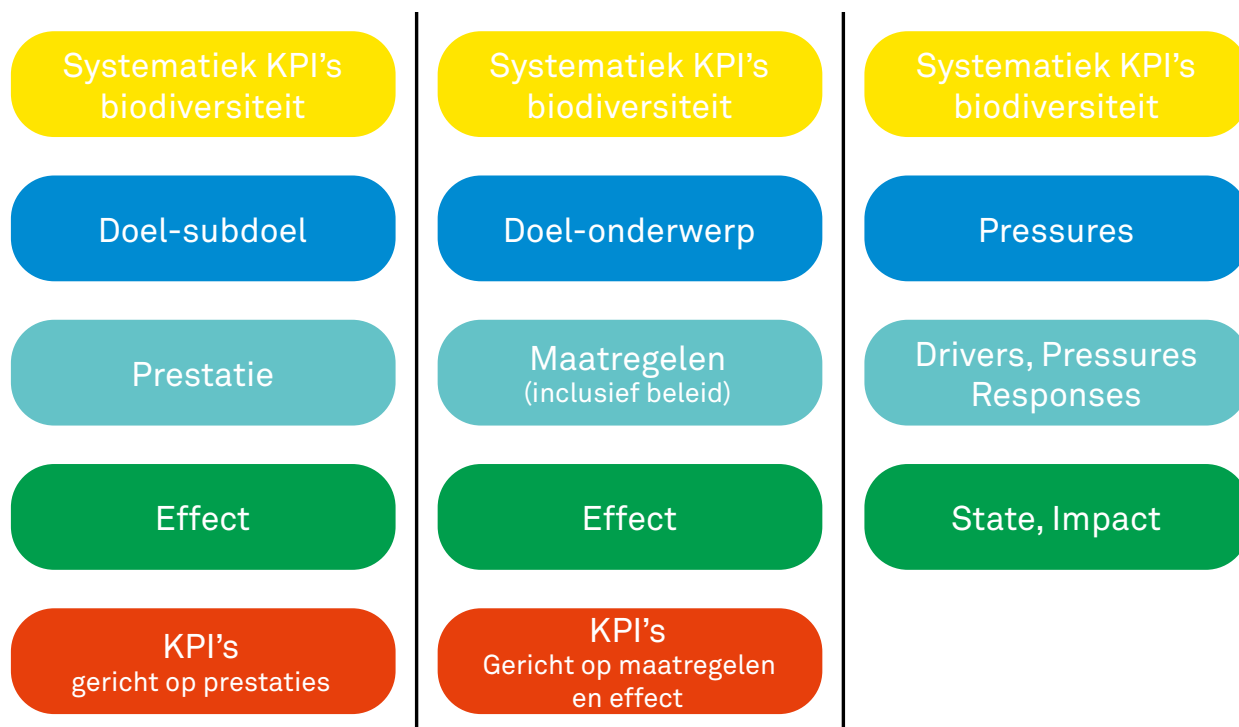 Systematiek KPI’s
biodiversiteit
Doel-subdoel
Prestatie
Effect
KPI’s
gericht op prestaties
Systematiek KPI’s
biodiversiteit
Doel-onderwerp
Maatregelen
(inclusief beleid)
Effect
KPI’s
Gericht op maatregelen
en effect
Systematiek KPI’s
biodiversiteit
Pressures
Drivers, Pressures
Responses
State, Impact